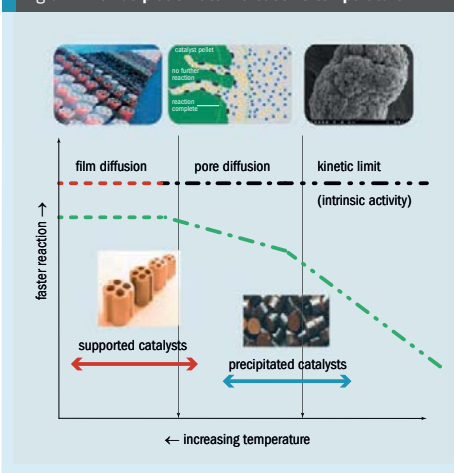 catalyst pellet
no further
reaction
reaction
complete
film diffusion
pore diffusion
kinetic limit
(intrinsic activity)
faster reaction →
supported catalysts
precipitated catalysts
← increasing temperature